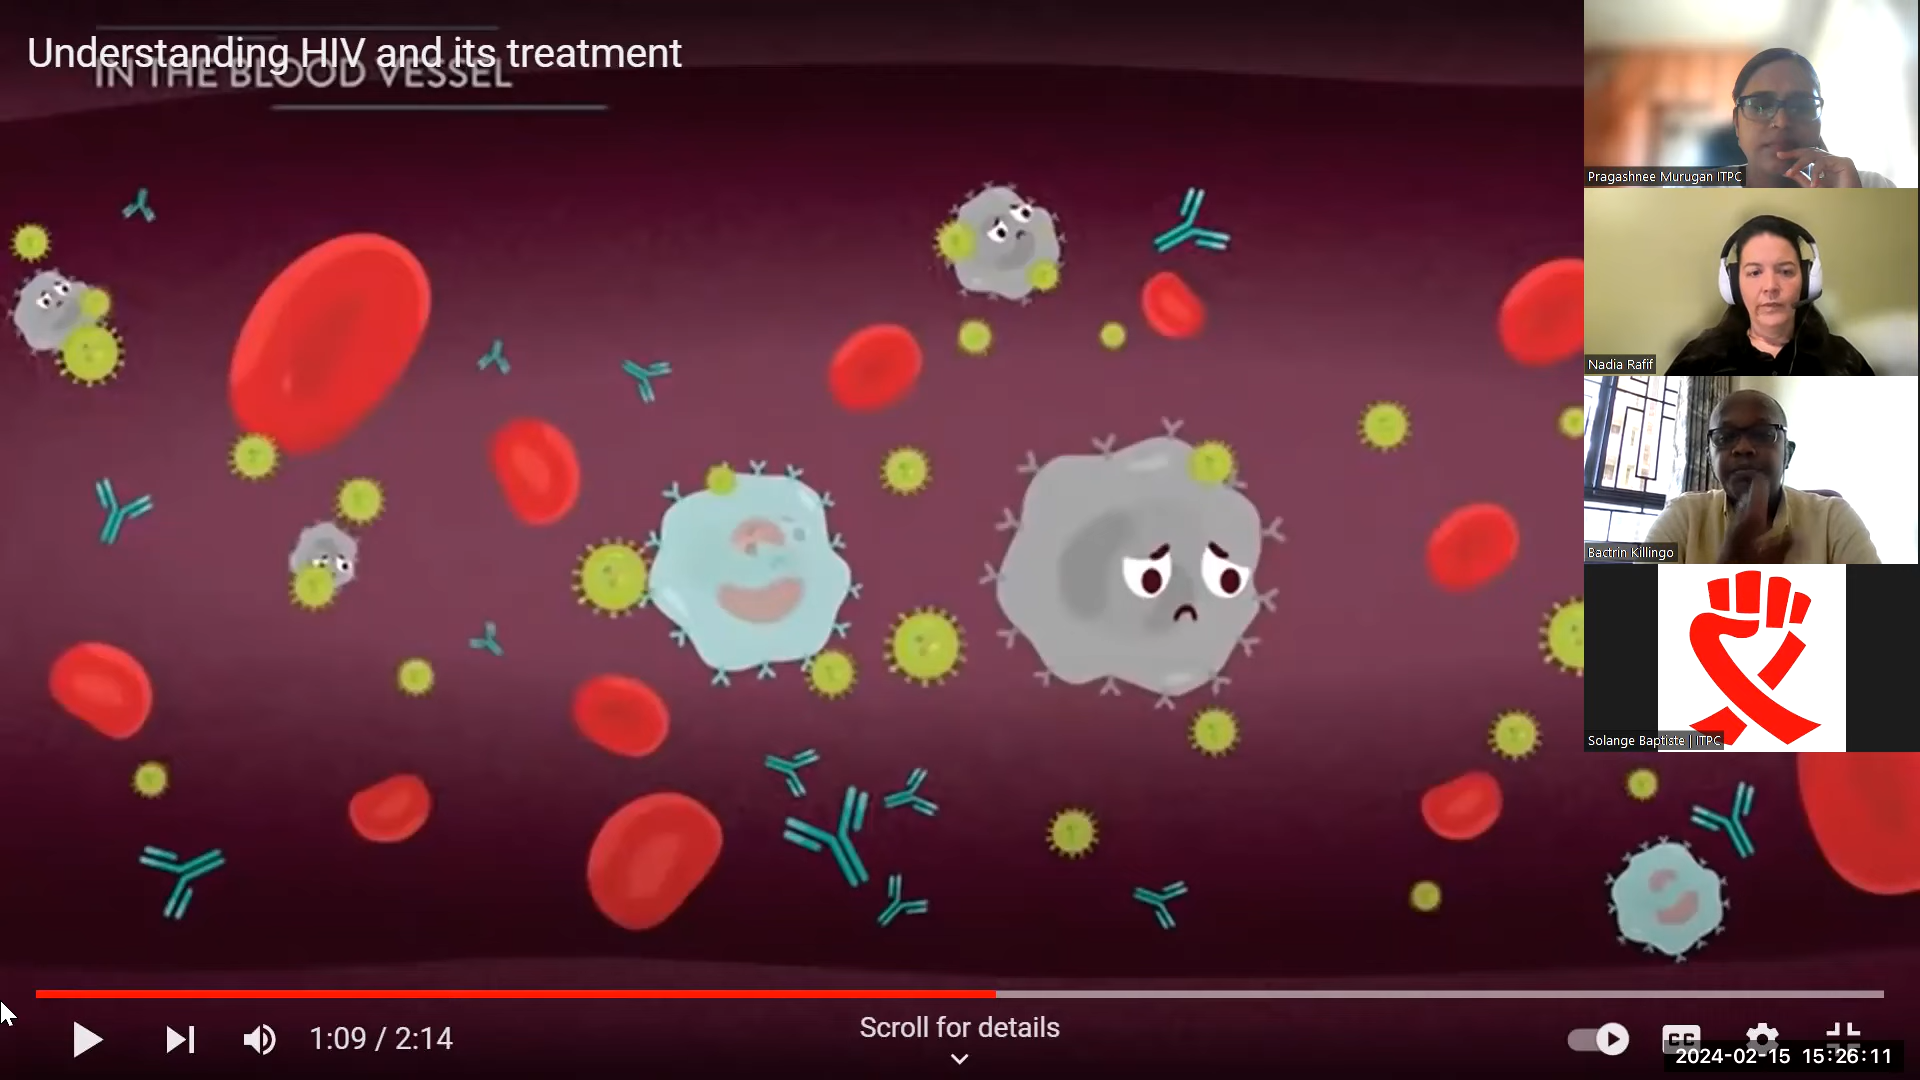 Understanding HIV and its treatment
IN THE BLOOD VESSEL
Pragashnee Murugan ITPC
Nadia Rafif
Bactrin Killingo
Solange Baptiste | ITPC
1:09 / 2:14
Scroll for details
CC
2024-02-15 15:26:11